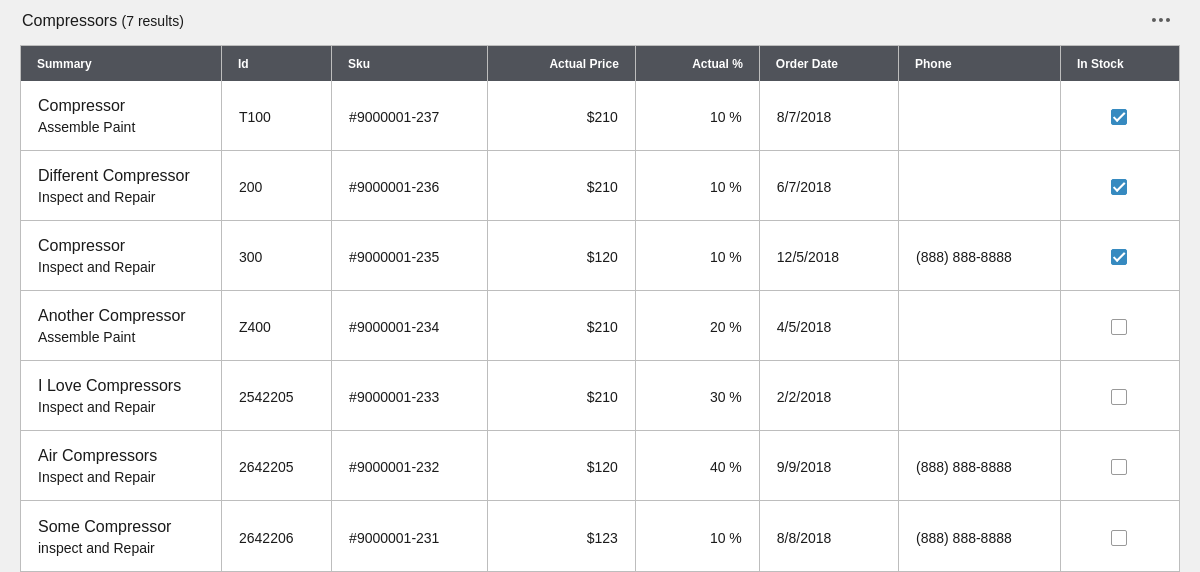 Compressors (7 results)
Summary Id Sku Actual Price Actual % Order Date Phone In Stock
Compressor
Assemble Paint
T100 #9000001-237 $210 10 % 8/7/2018
Different Compressor
Inspect and Repair
200 #9000001-236 $210 10 % 6/7/2018
Compressor
Inspect and Repair
300 #9000001-235 $120 10 % 12/5/2018 (888) 888-8888
Another Compressor
Assemble Paint
Z400 #9000001-234 $210 20 % 4/5/2018
I Love Compressors
Inspect and Repair
2542205 #9000001-233 $210 30 % 2/2/2018
Air Compressors
Inspect and Repair
2642205 #9000001-232 $120 40 % 9/9/2018 (888) 888-8888
Some Compressor
inspect and Repair
2642206 #9000001-231 $123 10 % 8/8/2018 (888) 888-8888